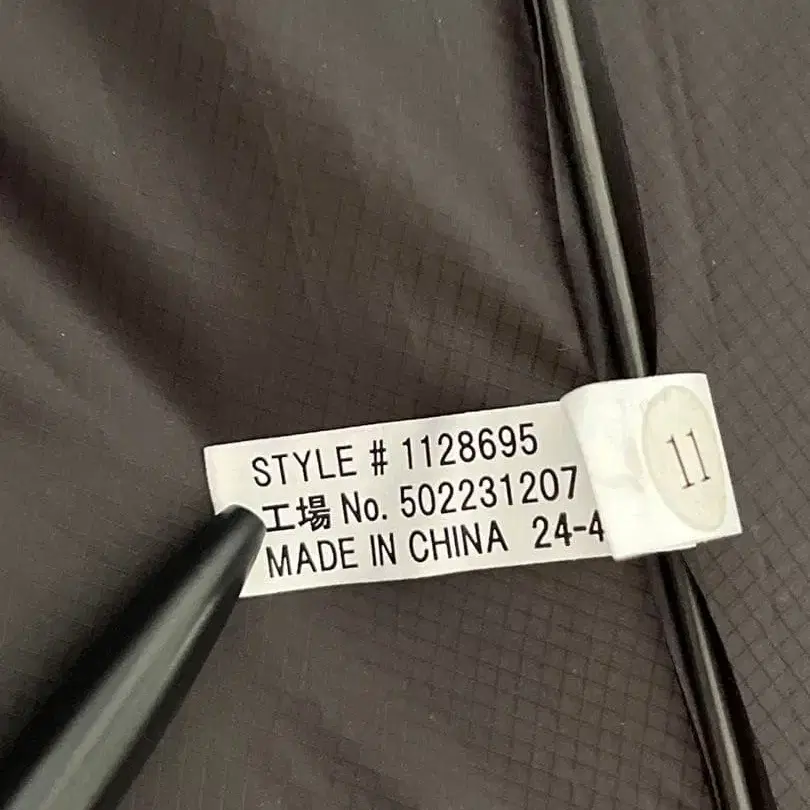 STYLE # 1128695
工場 No. 502231207
MADE IN CHINA 24-4
11